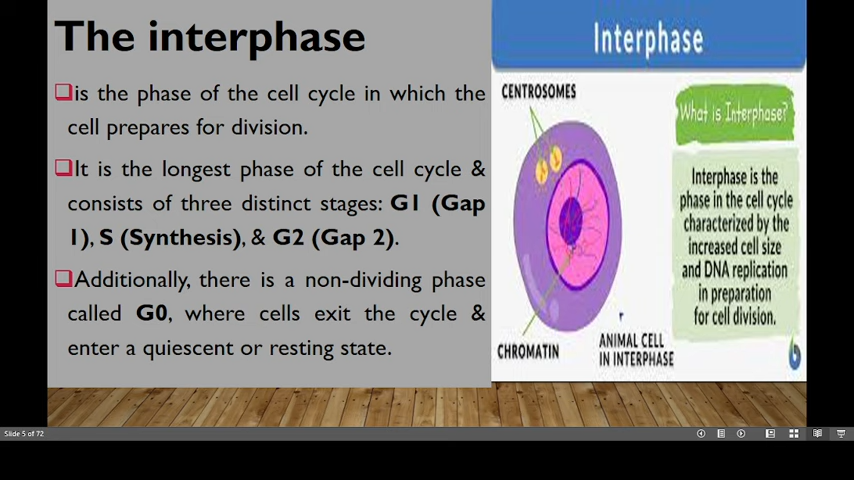 The interphase
is the phase of the cell cycle in which the
cell prepares for division.
It is the longest phase of the cell cycle &
consists of three distinct stages: G1 (Gap
1), S (Synthesis), & G2 (Gap 2).
Additionally, there is a non-dividing phase
called G0, where cells exit the cycle &
enter a quiescent or resting state.
Interphase
CENTROSOMES
What is Interphase?
Interphase is the
phase in the cell cycle
characterized by the
increased cell size
and DNA replication
in preparation
for cell division.
CHROMATIN
ANIMAL CELL
IN INTERPHASE
Slide 5 of 72